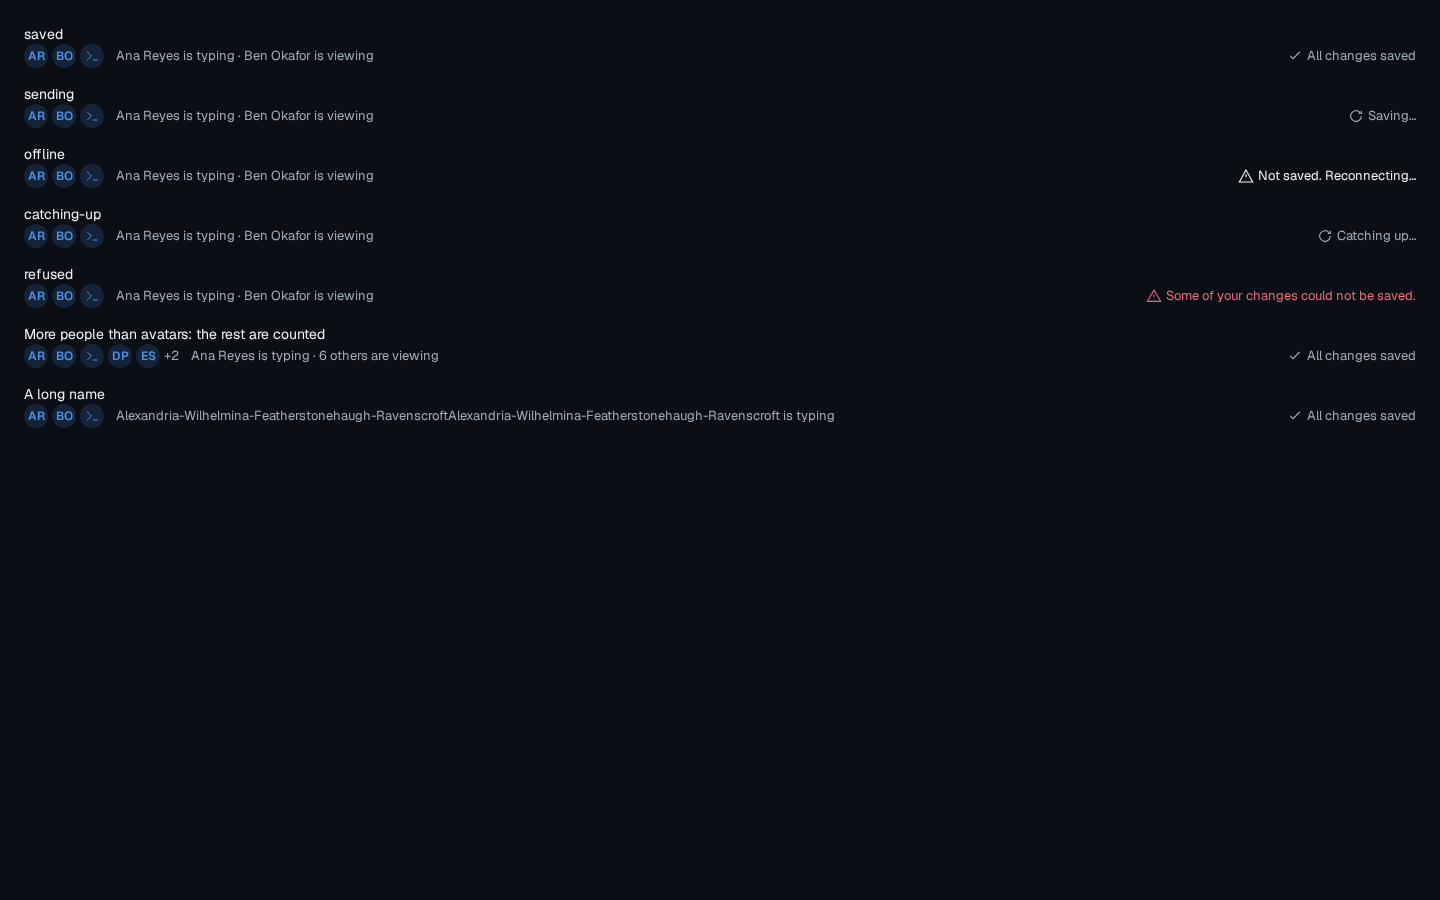 saved
AR BO >_ Ana Reyes is typing · Ben Okafor is viewing All changes saved
sending
AR BO >_ Ana Reyes is typing · Ben Okafor is viewing Saving…
offline
AR BO >_ Ana Reyes is typing · Ben Okafor is viewing Not saved. Reconnecting…
catching-up
AR BO >_ Ana Reyes is typing · Ben Okafor is viewing Catching up…
refused
AR BO >_ Ana Reyes is typing · Ben Okafor is viewing Some of your changes could not be saved.
More people than avatars: the rest are counted
AR BO >_ DP ES +2 Ana Reyes is typing · 6 others are viewing All changes saved
A long name
AR BO >_ Alexandria-Wilhelmina-Featherstonehaugh-RavenscroftAlexandria-Wilhelmina-Featherstonehaugh-Ravenscroft is typing All changes saved